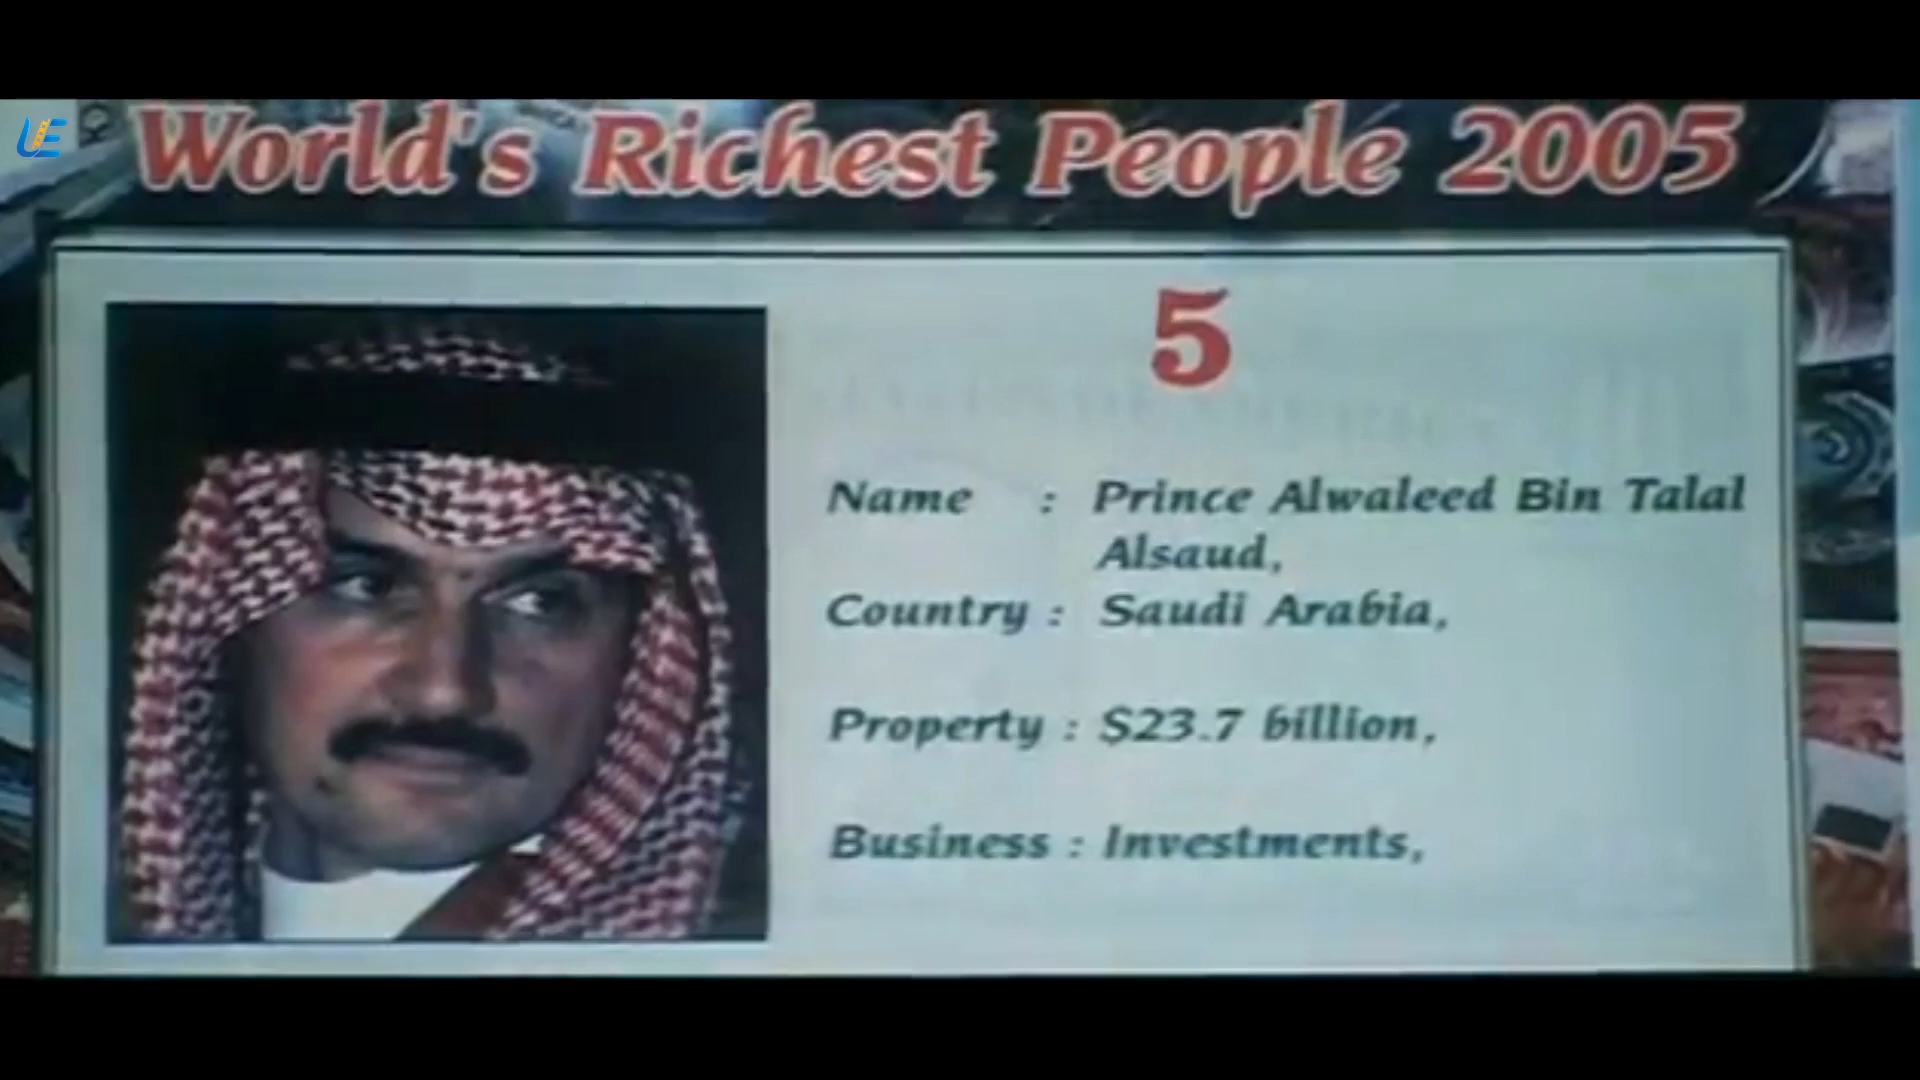 UE
World's Richest People 2005
5
Name : Prince Alwaleed Bin Talal
Alsaud,
Country : Saudi Arabia,
Property : $23.7 billion,
Business : Investments,